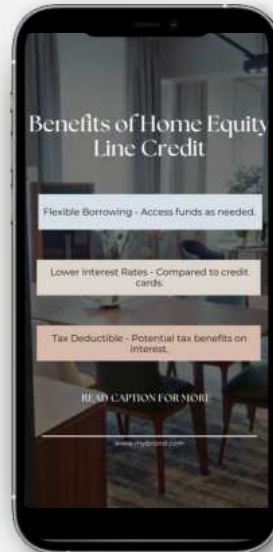 Benefits of Home Equity
Line Credit
Flexible Borrowing - Access funds as needed.
Lower Interest Rates - Compared to credit
cards.
Tax Deductible - Potential tax benefits on
interest.
READ CAPTION FOR MORE
www.mybrand.com